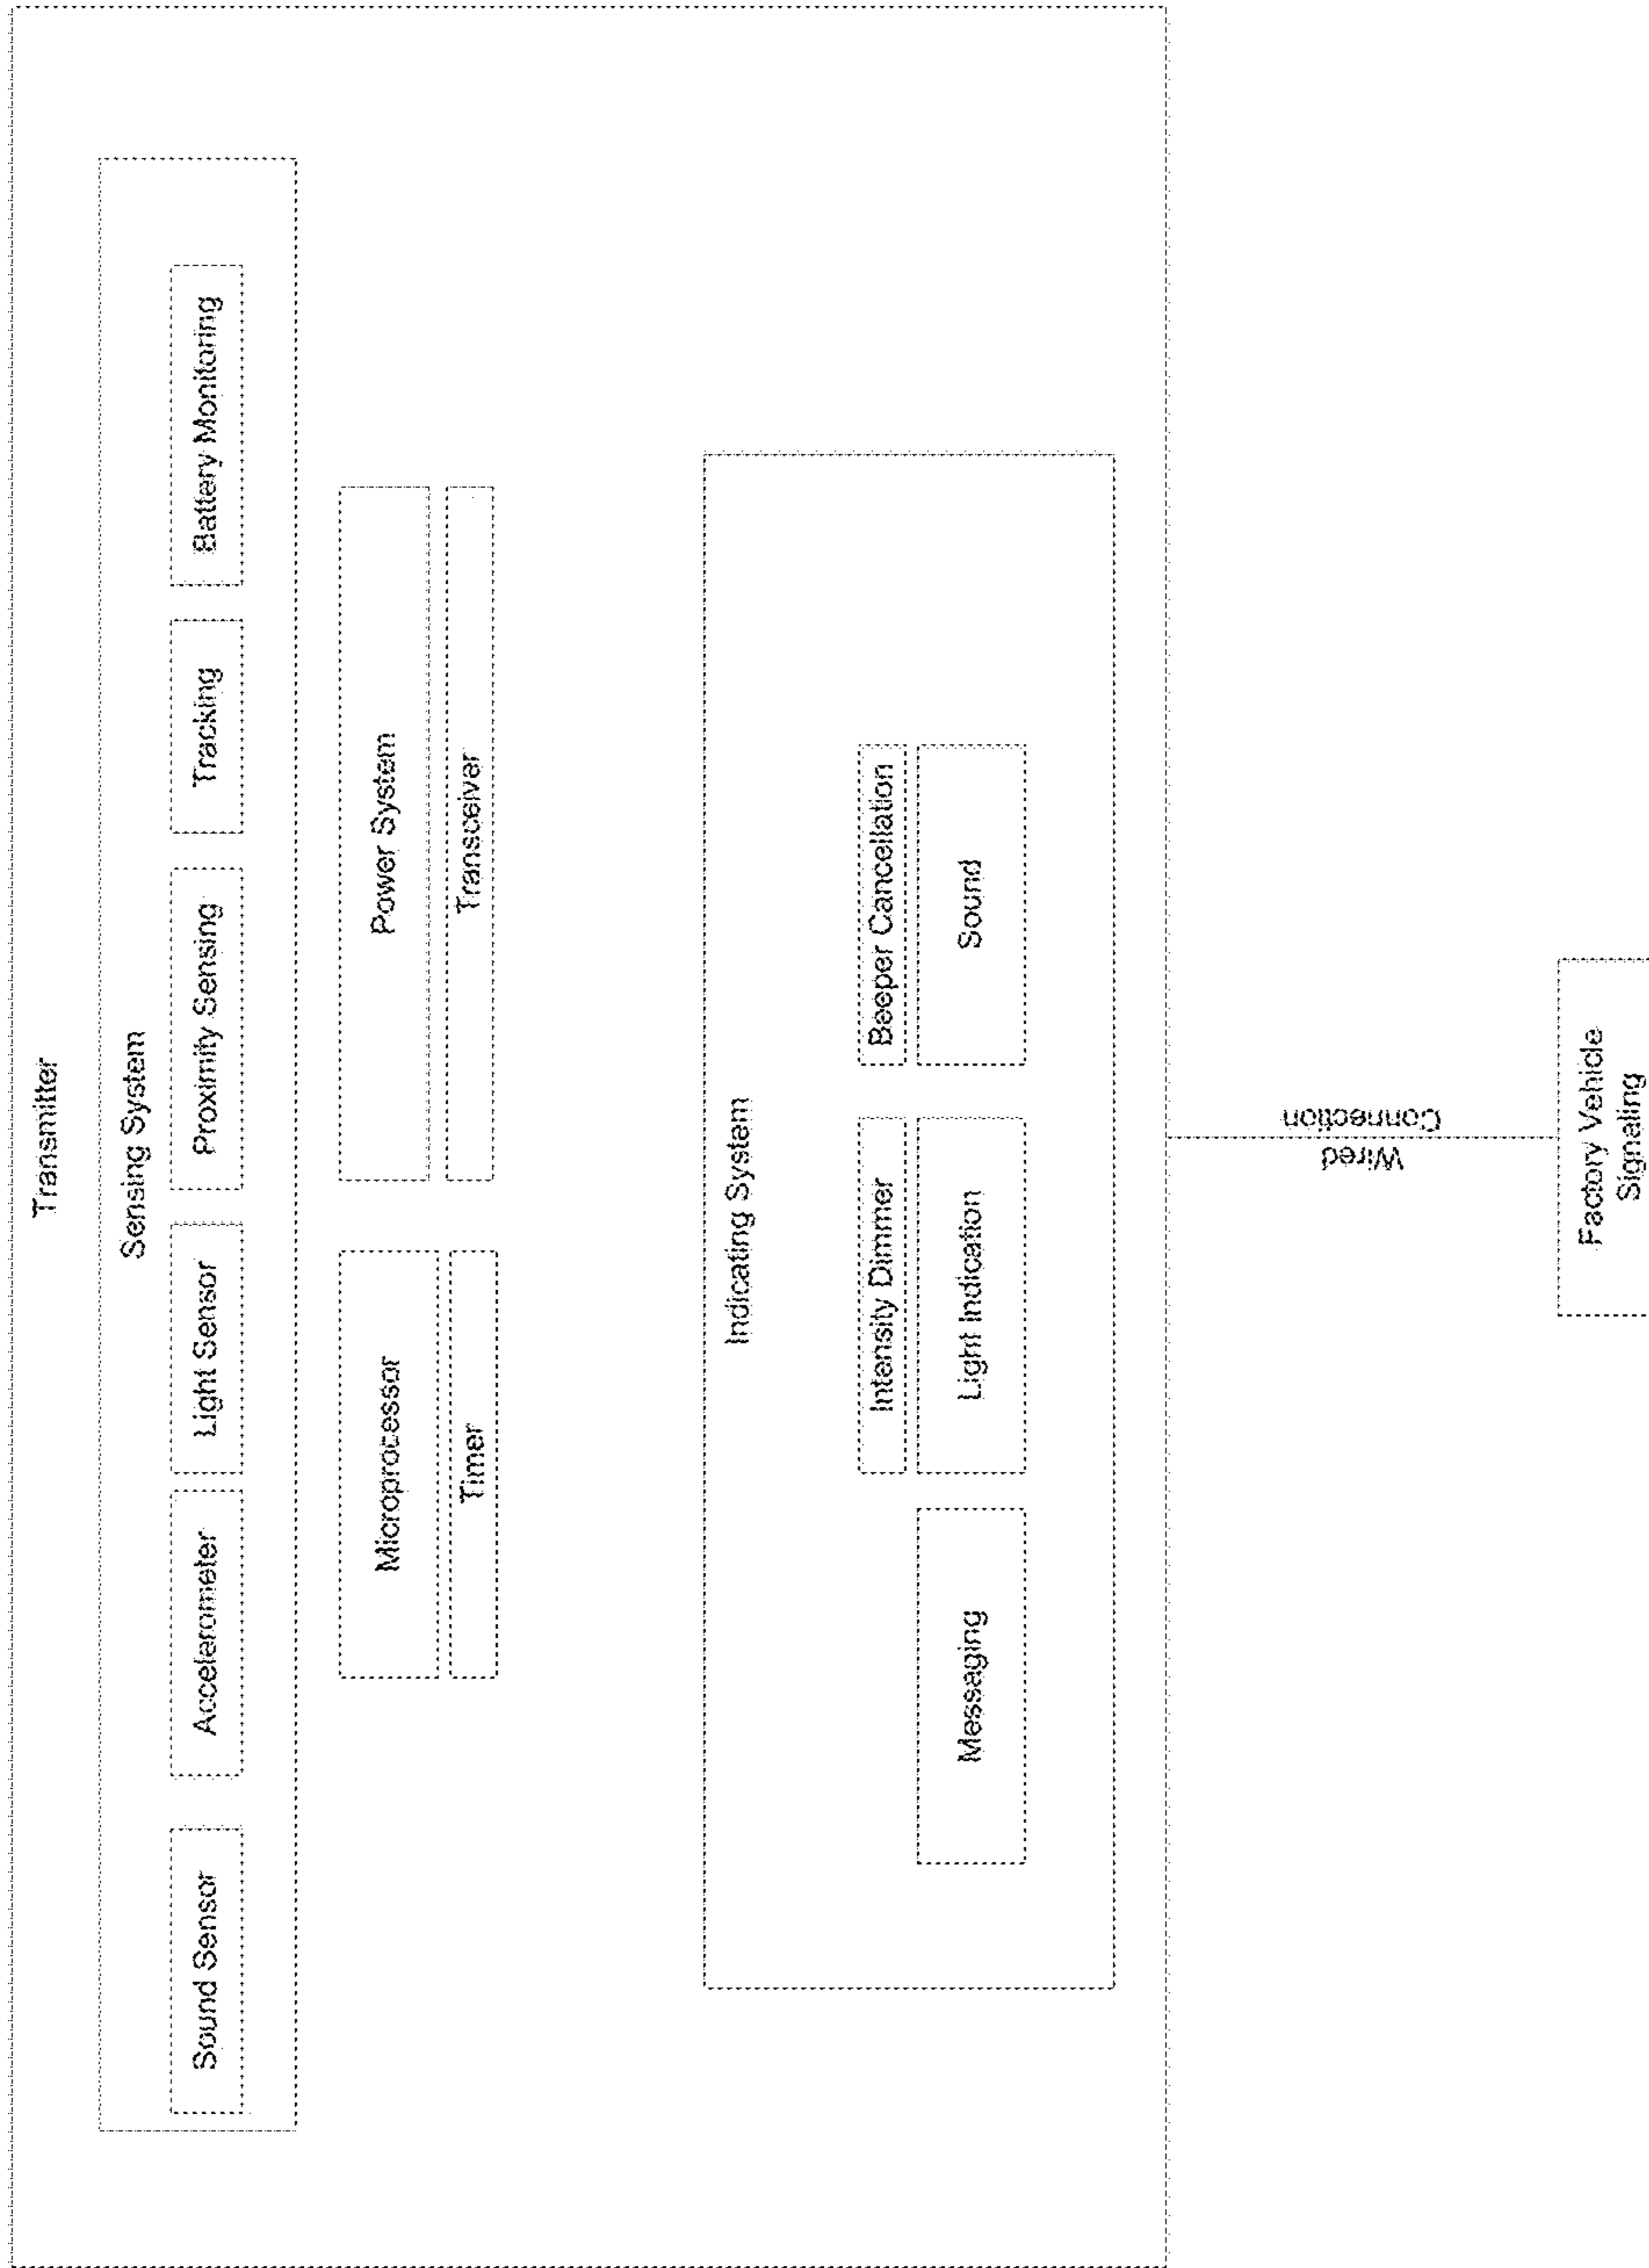 Transmitter
Sensing System
Sound Sensor
Accelerometer
Light Sensor
Proximity Sensing
Tracking
Battery Monitoring
Microprocessor
Power System
Timer
Transceiver
Indicating System
Intensity Dimmer
Beeper Cancellation
Messaging
Light Indication
Sound
Wired
Connection
Factory Vehicle
Signaling